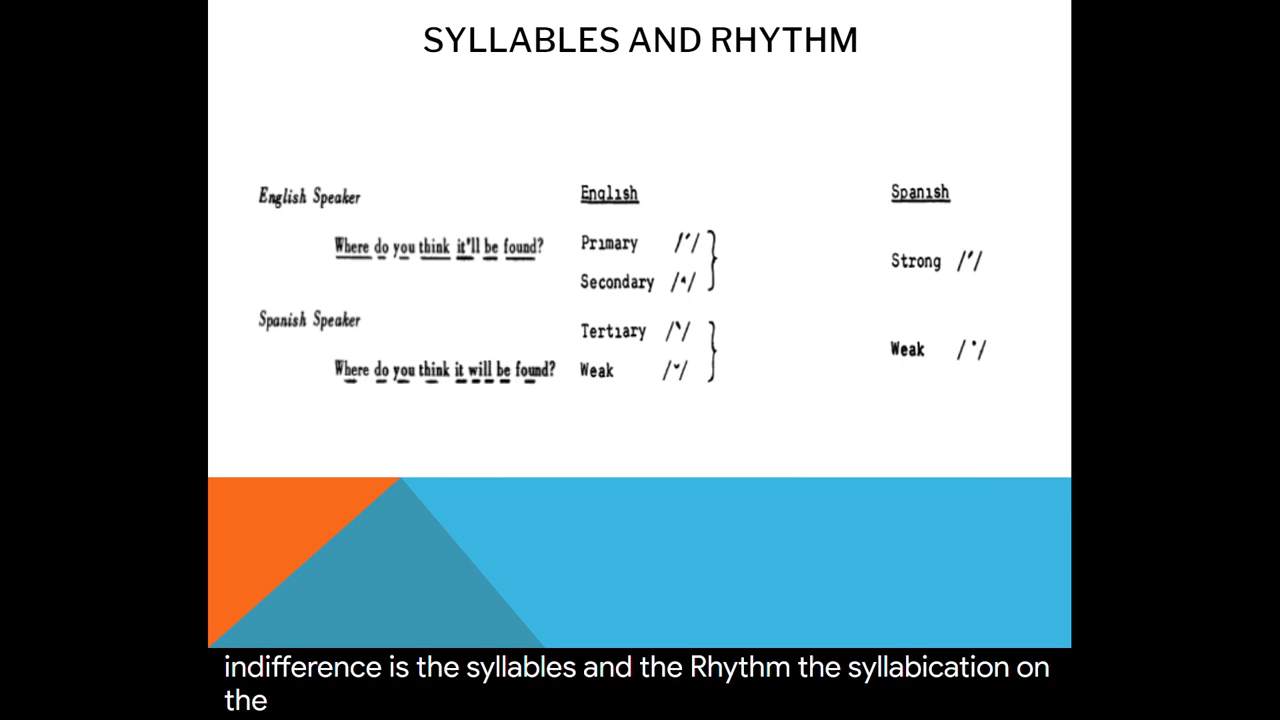 SYLLABLES AND RHYTHM
English Speaker
Where do you think it'll be found?
Spanish Speaker
Where do you think it will be found?
English
Primary /ˊ/
Secondary /ˆ/
Tertiary /ˋ/
Weak /ˇ/
Spanish
Strong /ˊ/
Weak /˙/
indifference is the syllables and the Rhythm the syllabication on
the